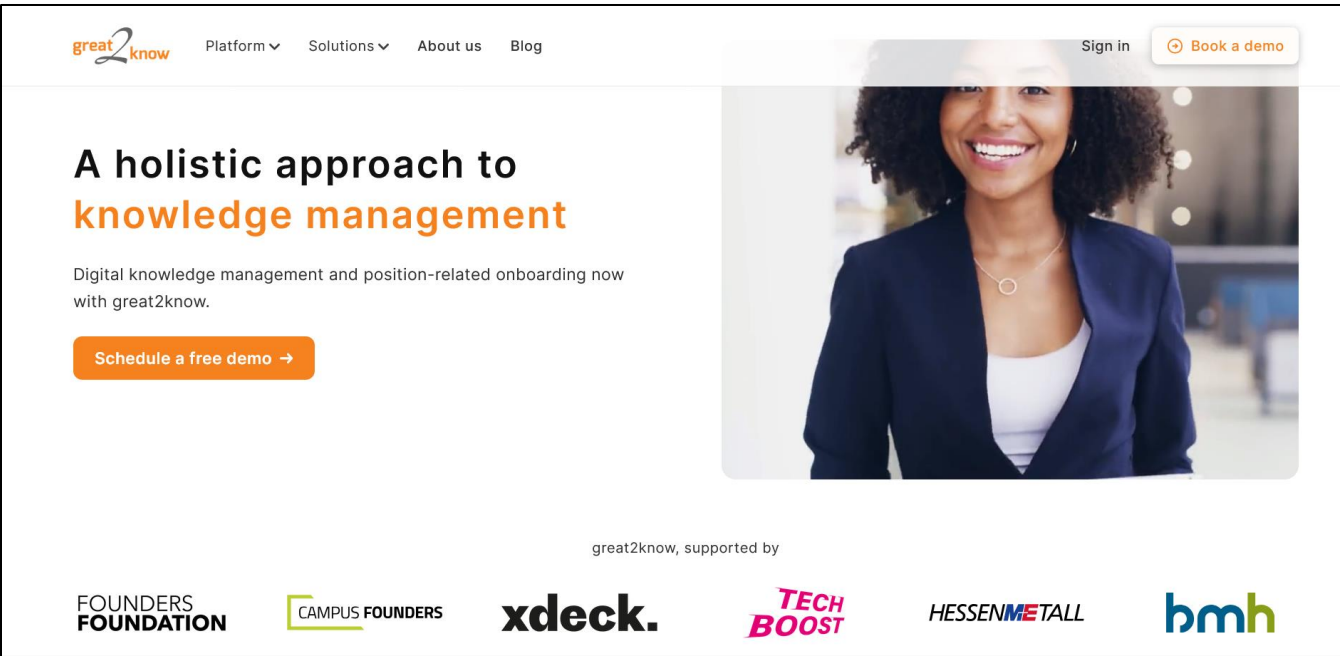 great2know
Platform
Solutions
About us
Blog
Sign in
Book a demo
A holistic approach to
knowledge management
Digital knowledge management and position-related onboarding now
with great2know.
Schedule a free demo →
great2know, supported by
FOUNDERS
FOUNDATION
CAMPUS FOUNDERS
xdeck.
TECH
BOOST
HESSENMETALL
bmh